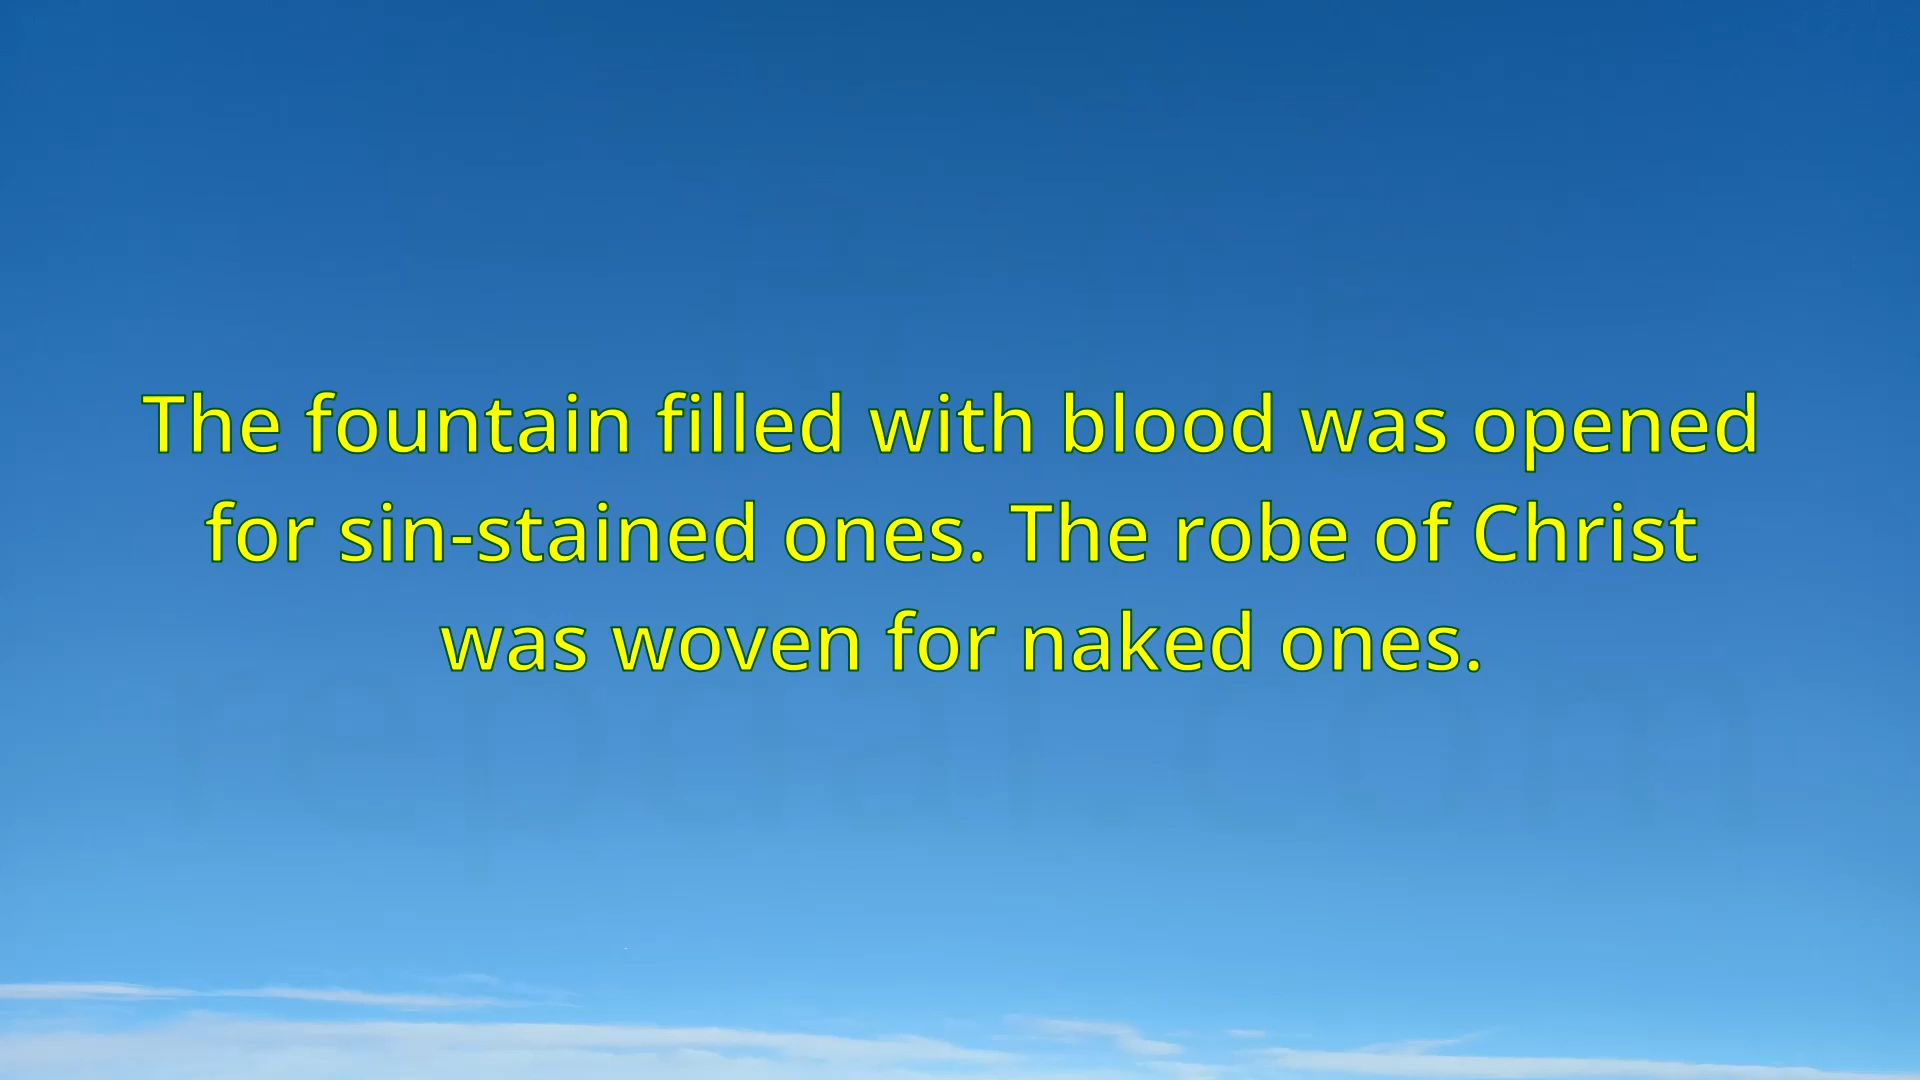 The fountain filled with blood was opened
for sin-stained ones. The robe of Christ
was woven for naked ones.